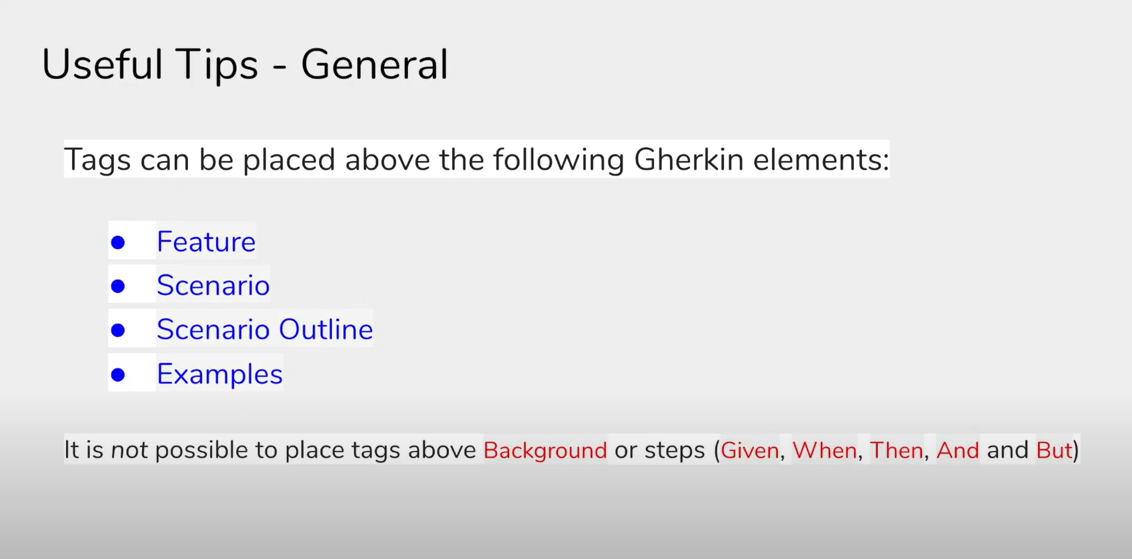 Useful Tips - General
Tags can be placed above the following Gherkin elements:
● Feature
● Scenario
● Scenario Outline
● Examples
It is not possible to place tags above Background or steps (Given, When, Then, And and But)